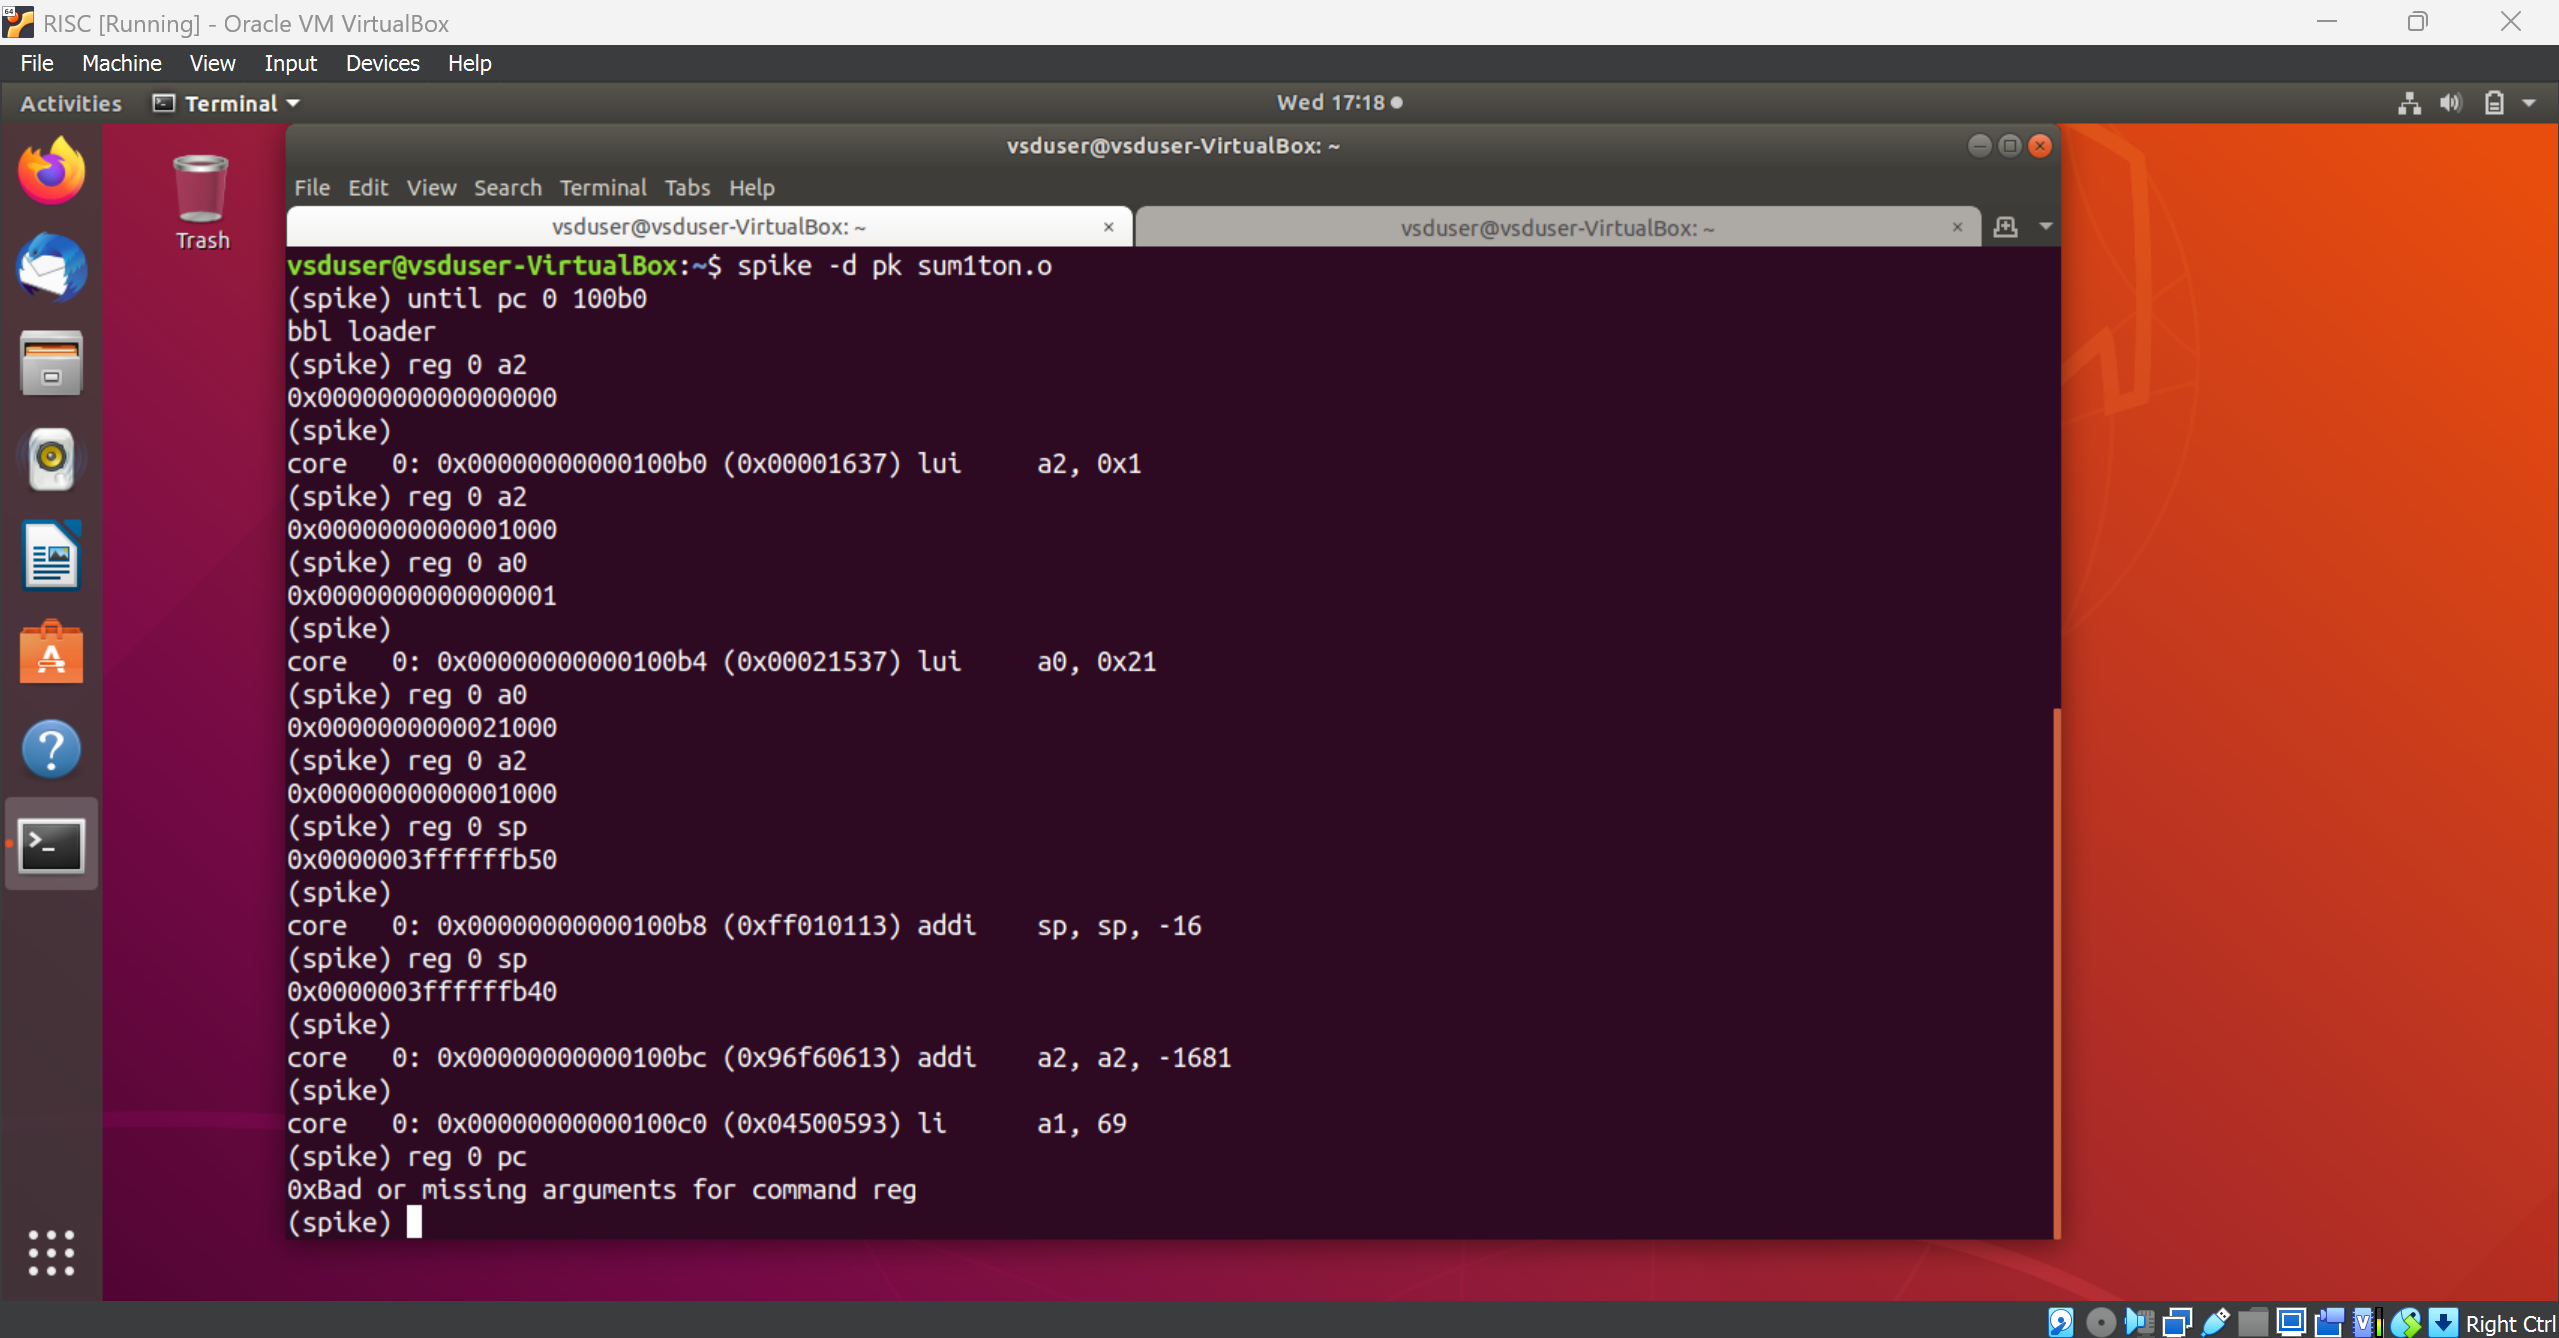 64
RISC [Running] - Oracle VM VirtualBox
File Machine View Input Devices Help
Activities Terminal Wed 17:18
vsduser@vsduser-VirtualBox: ~
Trash
File Edit View Search Terminal Tabs Help
vsduser@vsduser-VirtualBox: ~ × vsduser@vsduser-VirtualBox: ~ ×
vsduser@vsduser-VirtualBox:~$ spike -d pk sum1ton.o
(spike) until pc 0 100b0
bbl loader
(spike) reg 0 a2
0x0000000000000000
(spike)
core   0: 0x00000000000100b0 (0x00001637) lui     a2, 0x1
(spike) reg 0 a2
0x0000000000001000
(spike) reg 0 a0
0x0000000000000001
(spike)
core   0: 0x00000000000100b4 (0x00021537) lui     a0, 0x21
(spike) reg 0 a0
0x0000000000021000
(spike) reg 0 a2
0x0000000000001000
(spike) reg 0 sp
0x0000003ffffffb50
(spike)
core   0: 0x00000000000100b8 (0xff010113) addi    sp, sp, -16
(spike) reg 0 sp
0x0000003ffffffb40
(spike)
core   0: 0x00000000000100bc (0x96f60613) addi    a2, a2, -1681
(spike)
core   0: 0x00000000000100c0 (0x04500593) li      a1, 69
(spike) reg 0 pc
0xBad or missing arguments for command reg
(spike)
Right Ctrl